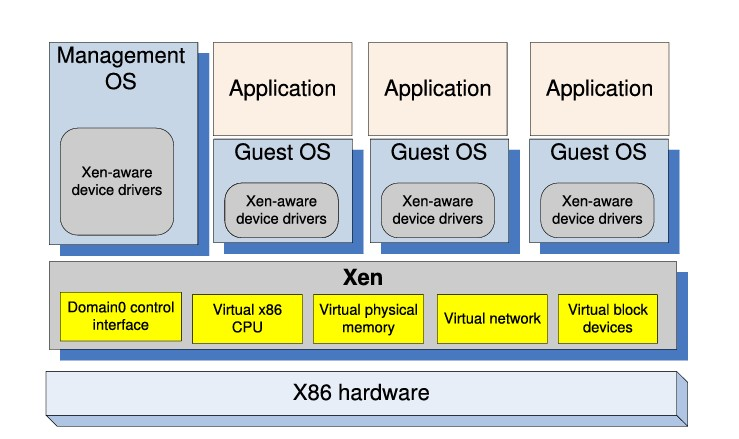 Management
OS
Xen-aware
device drivers
Application
Guest OS
Xen-aware
device drivers
Application
Guest OS
Xen-aware
device drivers
Application
Guest OS
Xen-aware
device drivers
Xen
Domain0 control
interface
Virtual x86
CPU
Virtual physical
memory
Virtual network
Virtual block
devices
X86 hardware